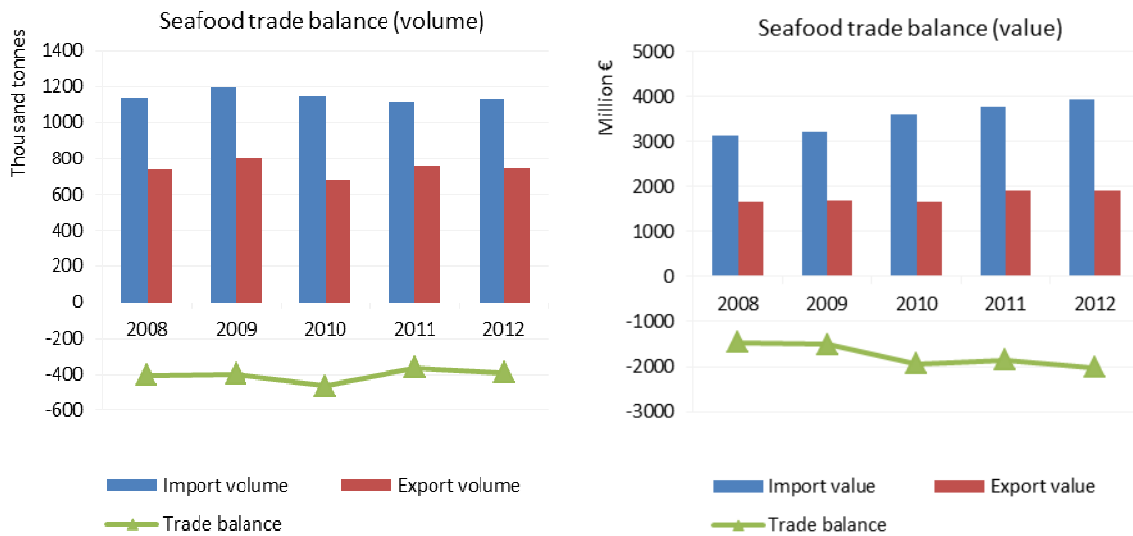 Seafood trade balance (volume)
Thousand tonnes
1400
1200
1000
800
600
400
200
0
-200
-400
-600
2008 2009 2010 2011 2012
Import volume Export volume
Trade balance
Seafood trade balance (value)
Million €
5000
4000
3000
2000
1000
0
-1000
-2000
-3000
2008 2009 2010 2011 2012
Import value Export value
Trade balance